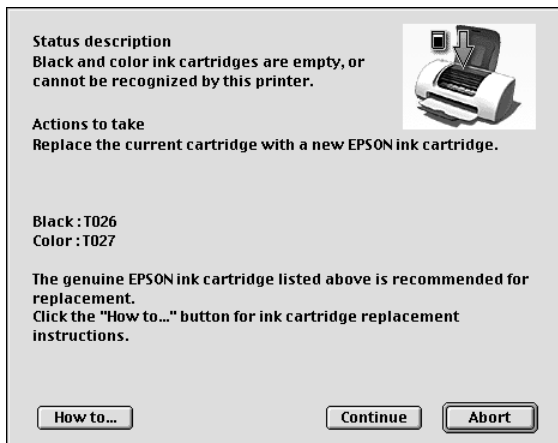 Status description
Black and color ink cartridges are empty, or
cannot be recognized by this printer.
Actions to take
Replace the current cartridge with a new EPSON ink cartridge.
Black : T026
Color : T027
The genuine EPSON ink cartridge listed above is recommended for
replacement.
Click the "How to..." button for ink cartridge replacement
instructions.
How to... Continue Abort